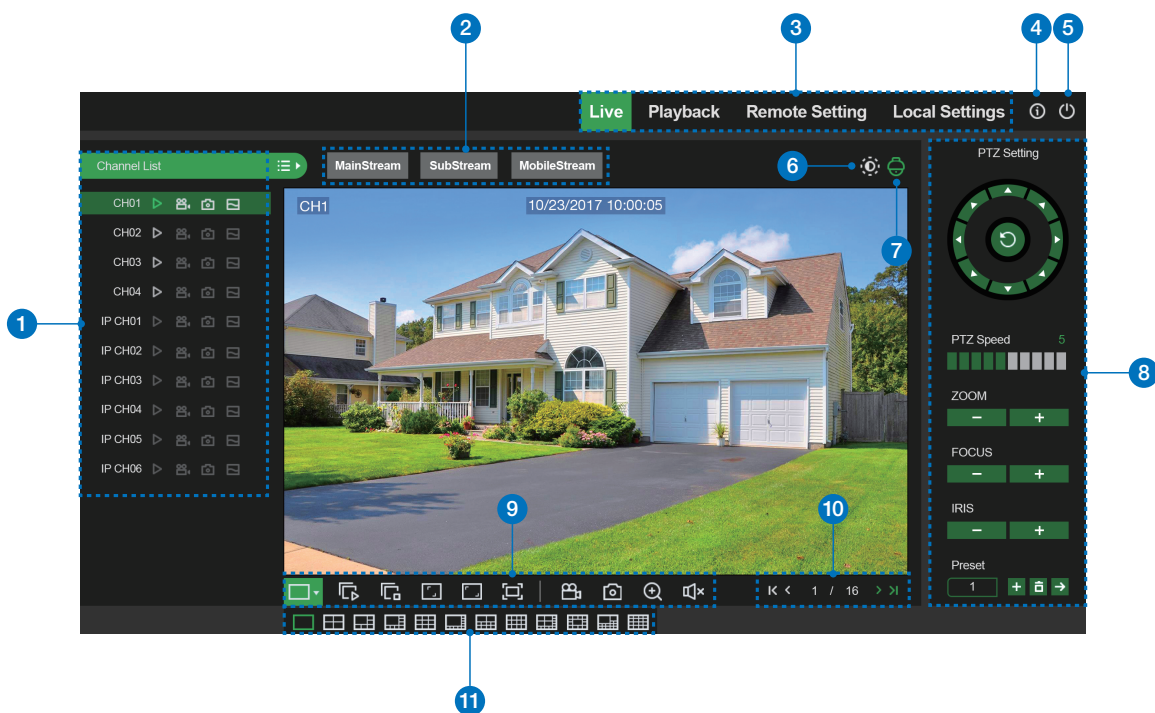 2
3
4
5
Live Playback Remote Setting Local Settings
Channel List
MainStream SubStream MobileStream
6
7
PTZ Setting
CH1
10/23/2017 10:00:05
CH01
CH02
CH03
CH04
IP CH01
IP CH02
IP CH03
IP CH04
IP CH05
IP CH06
1
PTZ Speed 5
ZOOM
- +
FOCUS
- +
IRIS
- +
Preset
1 +
8
9
10
1 / 16
11